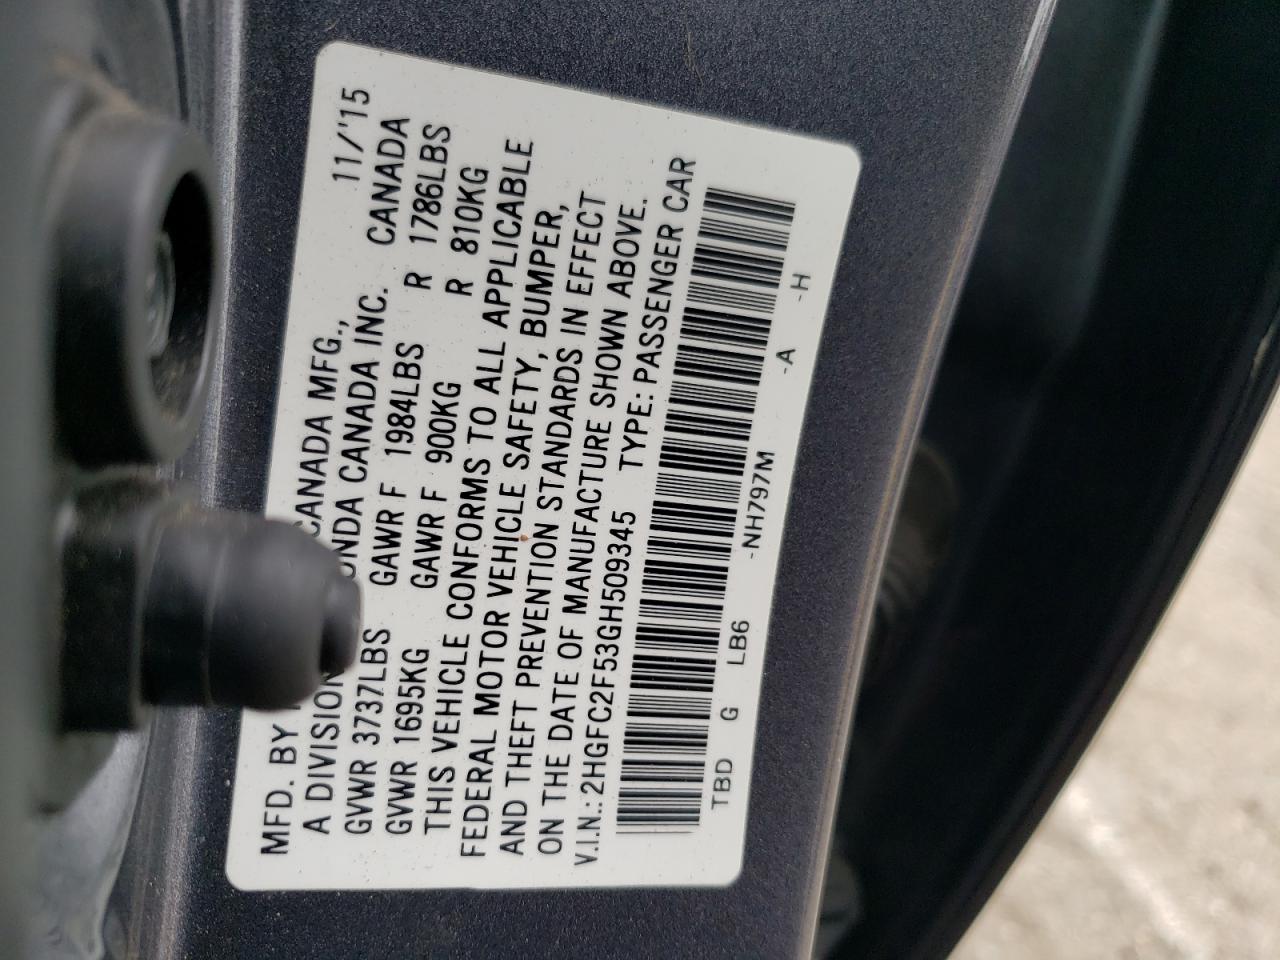 MFD. BY CANADA MFG., 11/'15
A DIVISION HONDA CANADA INC. CANADA
GVWR 3737LBS GAWR F 1984LBS R 1786LBS
GVWR 1695KG GAWR F 900KG R 810KG
THIS VEHICLE CONFORMS TO ALL APPLICABLE
FEDERAL MOTOR VEHICLE SAFETY, BUMPER,
AND THEFT PREVENTION STANDARDS IN EFFECT
ON THE DATE OF MANUFACTURE SHOWN ABOVE.
V.I.N.: 2HGFC2F53GH509345 TYPE: PASSENGER CAR
TBD G LB6 -NH797M -A -H